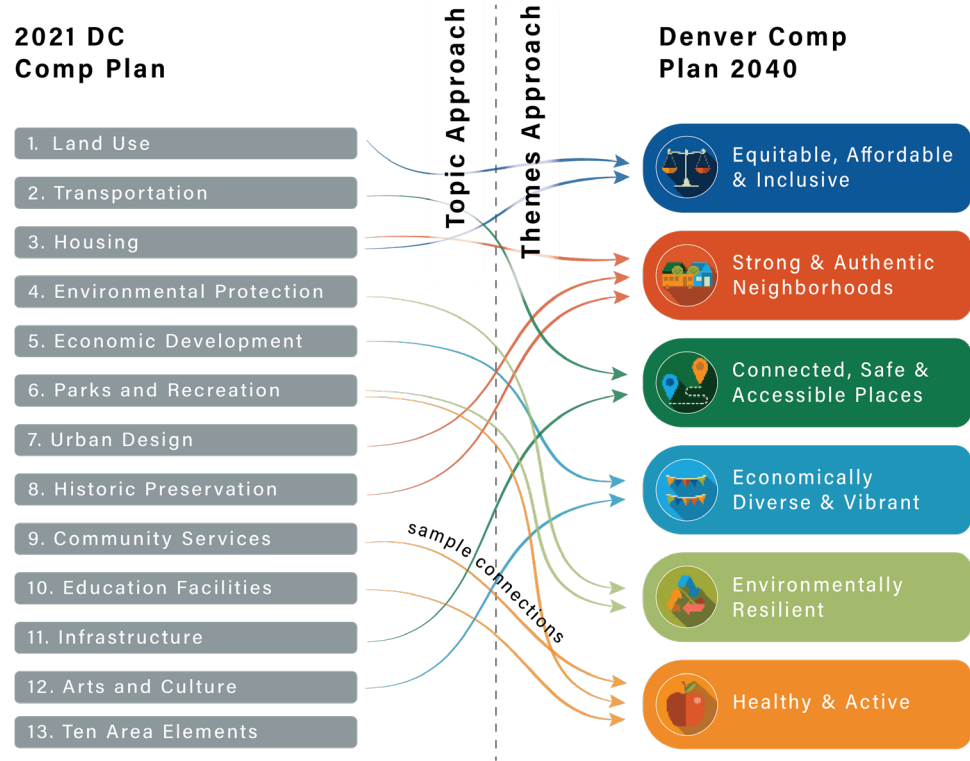 2021 DC
Comp Plan
Topic Approach
Themes Approach
Denver Comp
Plan 2040
1. Land Use
2. Transportation
3. Housing
4. Environmental Protection
5. Economic Development
6. Parks and Recreation
7. Urban Design
8. Historic Preservation
9. Community Services
10. Education Facilities
11. Infrastructure
12. Arts and Culture
13. Ten Area Elements
sample connections
Equitable, Affordable
& Inclusive
Strong & Authentic
Neighborhoods
Connected, Safe &
Accessible Places
Economically
Diverse & Vibrant
Environmentally
Resilient
Healthy & Active